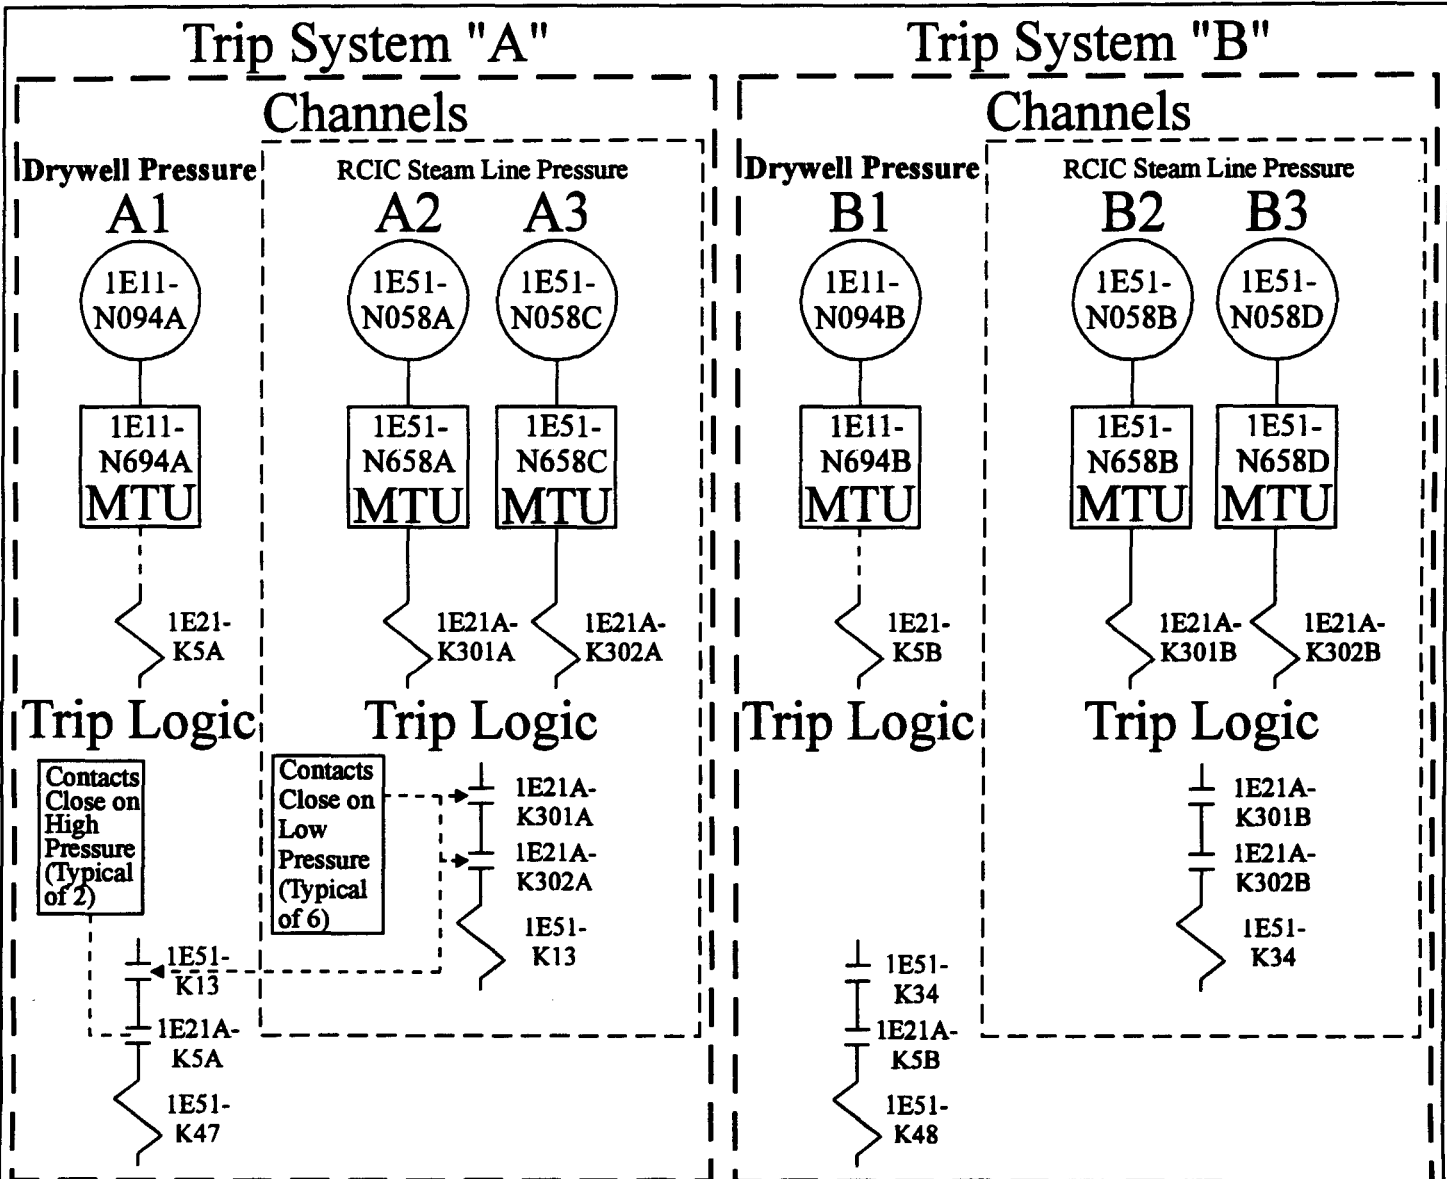 Trip System "A"
Channels
Drywell Pressure
A1
1E11-
N094A
1E11-
N694A
MTU
1E21-
K5A
Trip Logic
Contacts
Close on
High
Pressure
(Typical
of 2)
1E51-
K13
1E21A-
K5A
1E51-
K47
RCIC Steam Line Pressure
A2
1E51-
N058A
1E51-
N658A
MTU
1E21A-
K301A
A3
1E51-
N058C
1E51-
N658C
MTU
1E21A-
K302A
Trip Logic
Contacts
Close on
Low
Pressure
(Typical
of 6)
1E21A-
K301A
1E21A-
K302A
1E51-
K13
Trip System "B"
Channels
Drywell Pressure
B1
1E11-
N094B
1E11-
N694B
MTU
1E21-
K5B
Trip Logic
1E51-
K34
1E21A-
K5B
1E51-
K48
RCIC Steam Line Pressure
B2
1E51-
N058B
1E51-
N658B
MTU
1E21A-
K301B
B3
1E51-
N058D
1E51-
N658D
MTU
1E21A-
K302B
Trip Logic
1E21A-
K301B
1E21A-
K302B
1E51-
K34